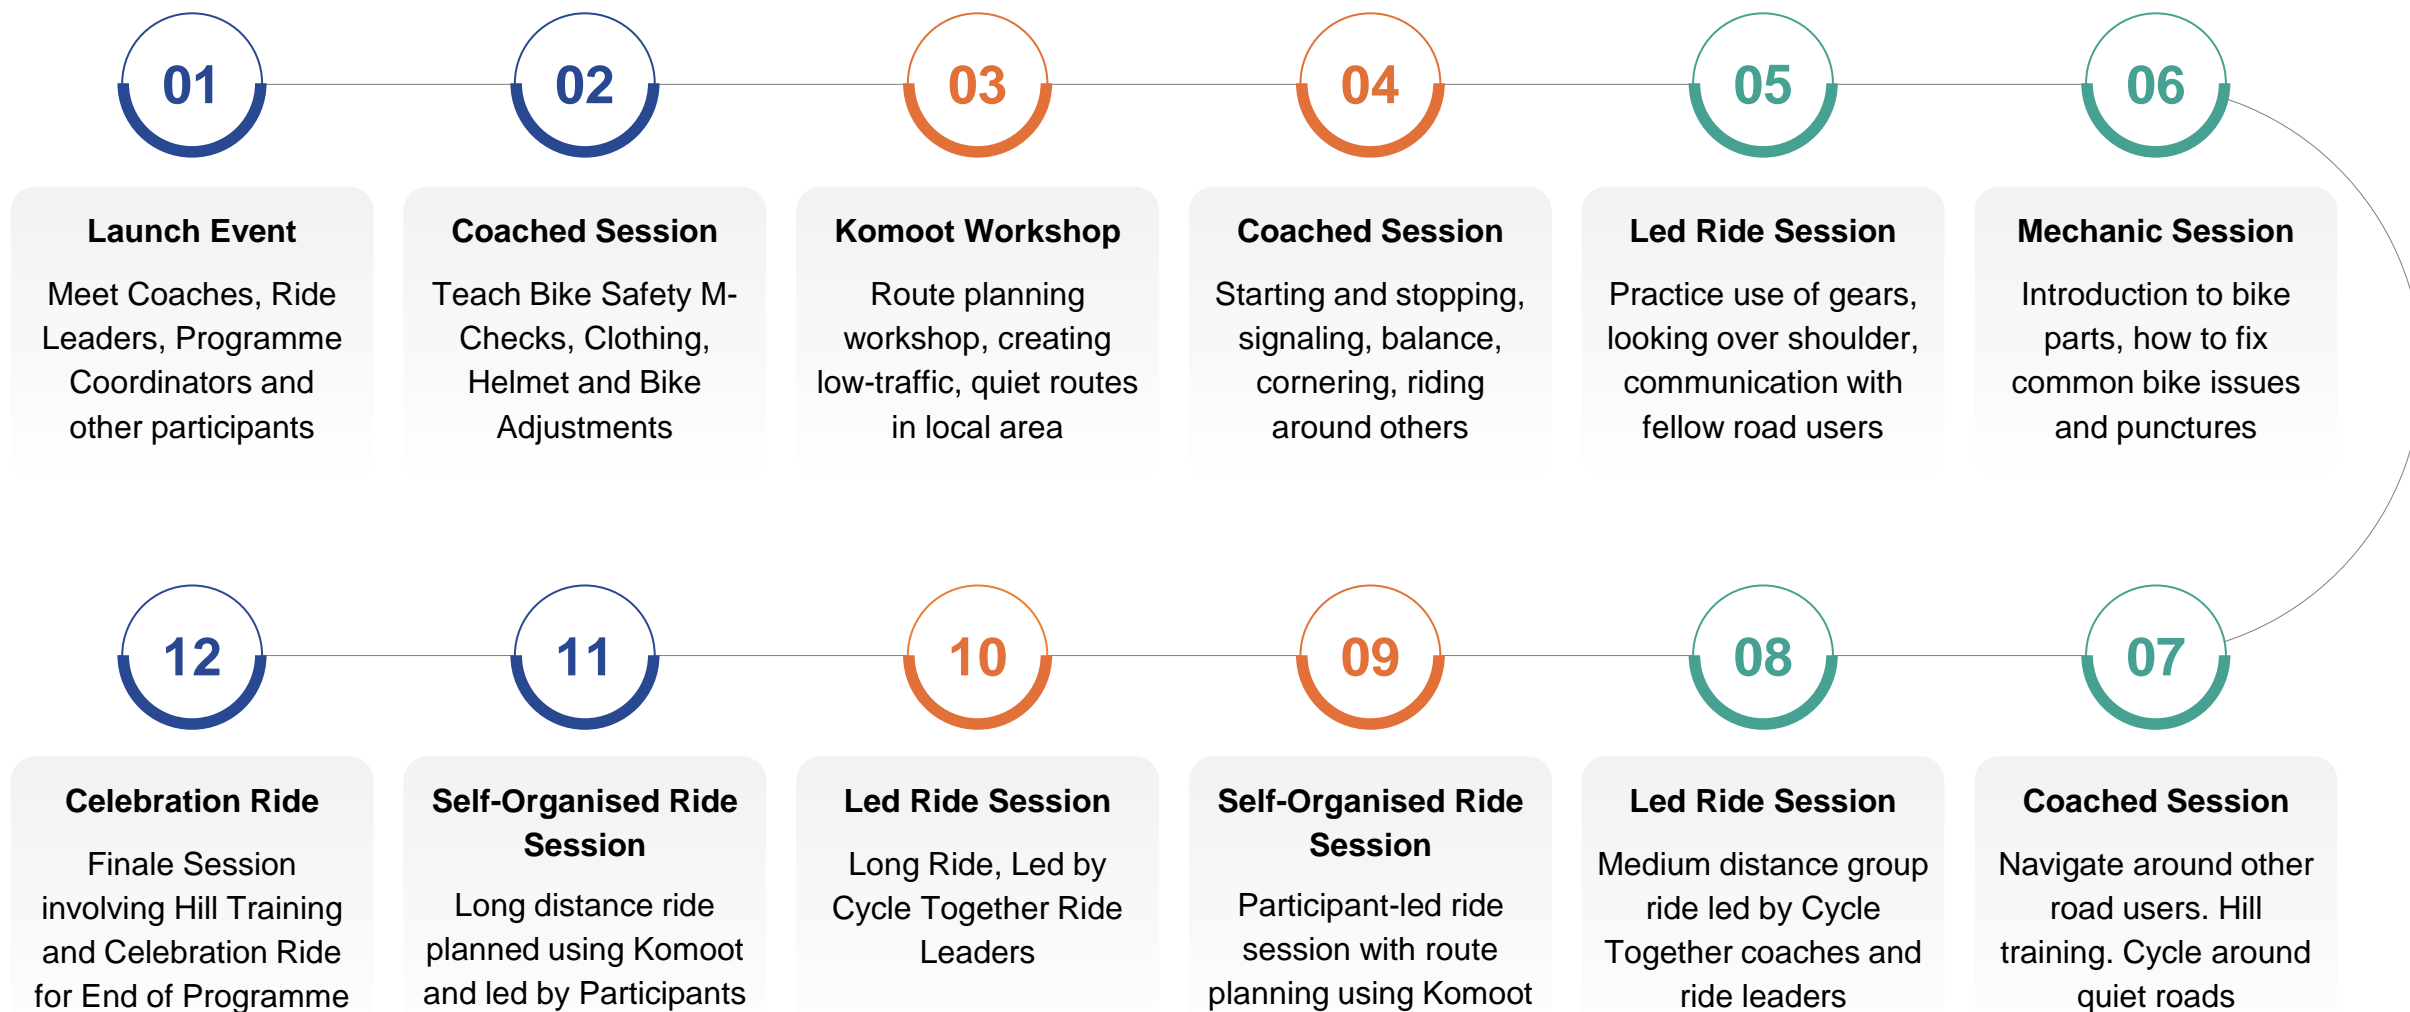 01
02
03
04
05
06
Launch Event
Meet Coaches, Ride
Leaders, Programme
Coordinators and
other participants
Coached Session
Teach Bike Safety M-
Checks, Clothing,
Helmet and Bike
Adjustments
Komoot Workshop
Route planning
workshop, creating
low-traffic, quiet routes
in local area
Coached Session
Starting and stopping,
signaling, balance,
cornering, riding
around others
Led Ride Session
Practice use of gears,
looking over shoulder,
communication with
fellow road users
Mechanic Session
Introduction to bike
parts, how to fix
common bike issues
and punctures
12
11
10
09
08
07
Celebration Ride
Finale Session
involving Hill Training
and Celebration Ride
for End of Programme
Self-Organised Ride
Session
Long distance ride
planned using Komoot
and led by Participants
Led Ride Session
Long Ride, Led by
Cycle Together Ride
Leaders
Self-Organised Ride
Session
Participant-led ride
session with route
planning using Komoot
Led Ride Session
Medium distance group
ride led by Cycle
Together coaches and
ride leaders
Coached Session
Navigate around other
road users. Hill
training. Cycle around
quiet roads